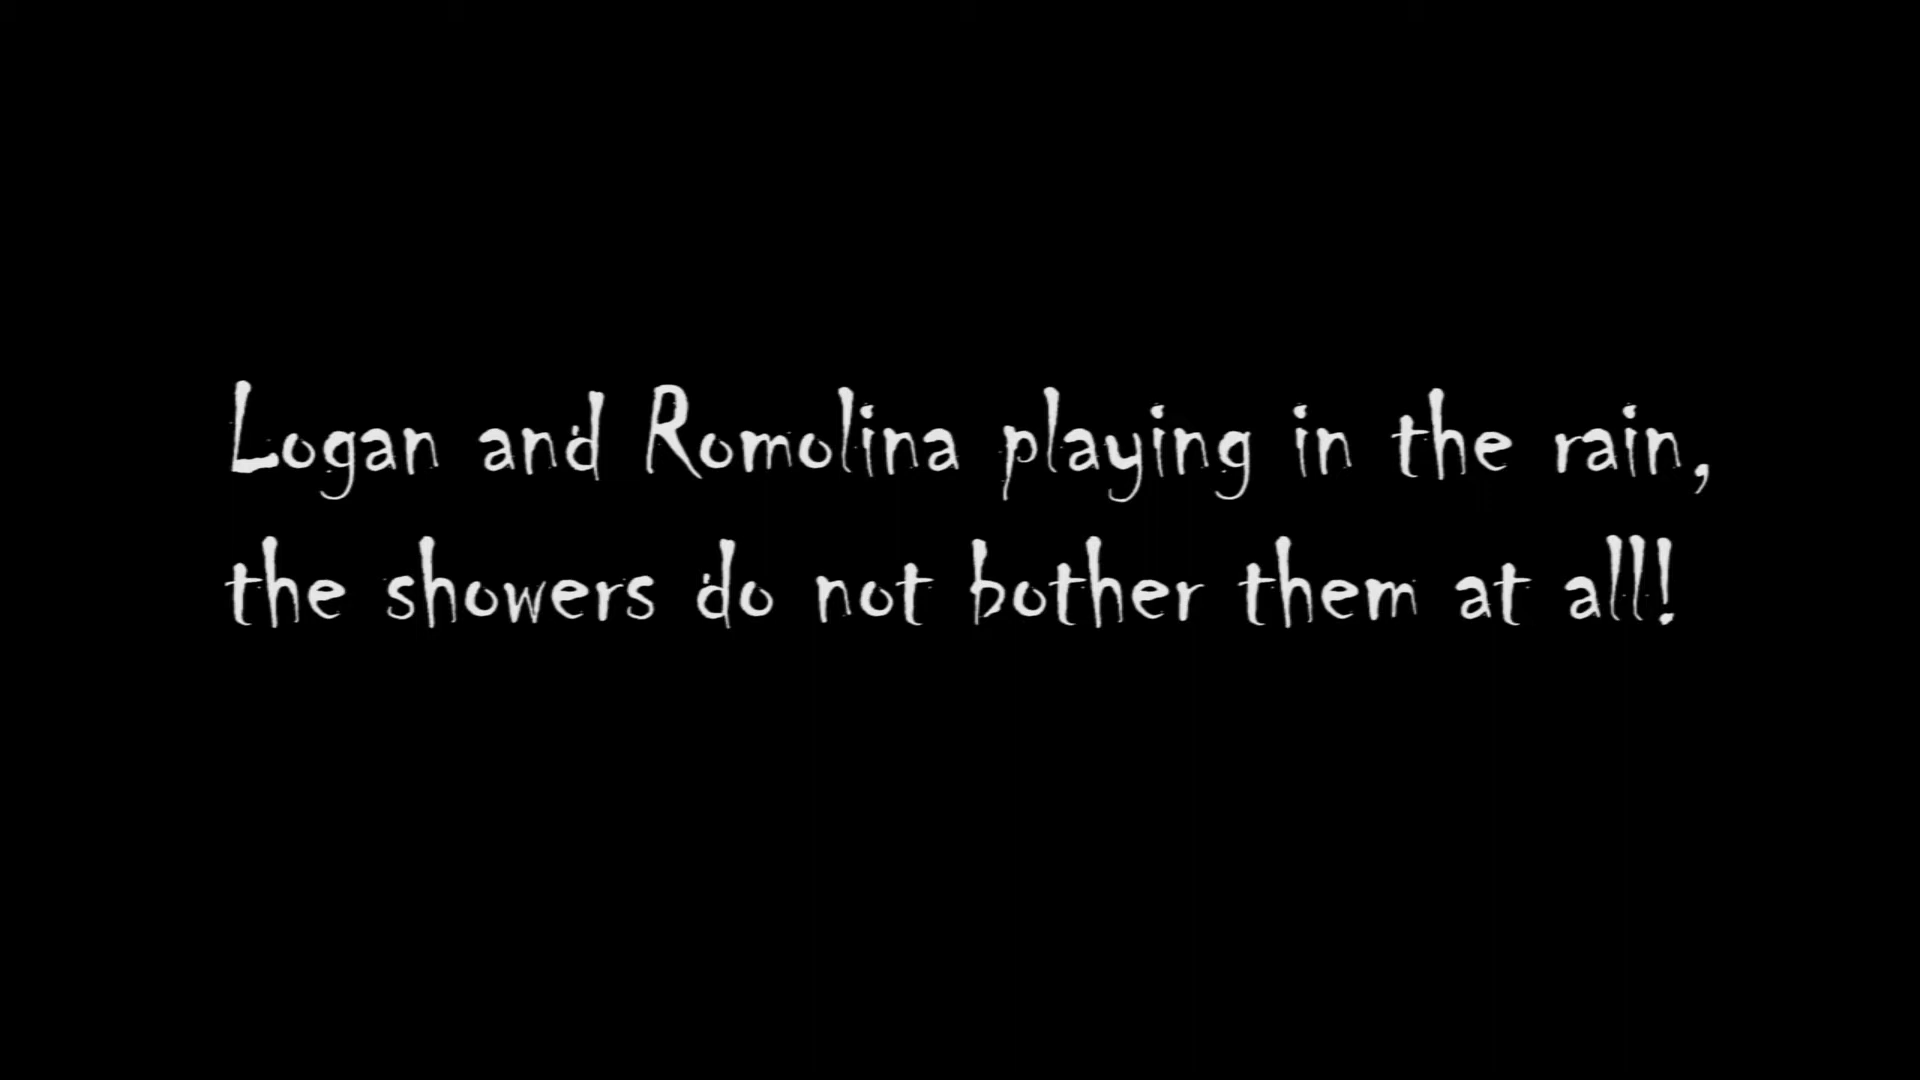 Logan and Romolina playing in the rain,
the showers do not bother them at all!